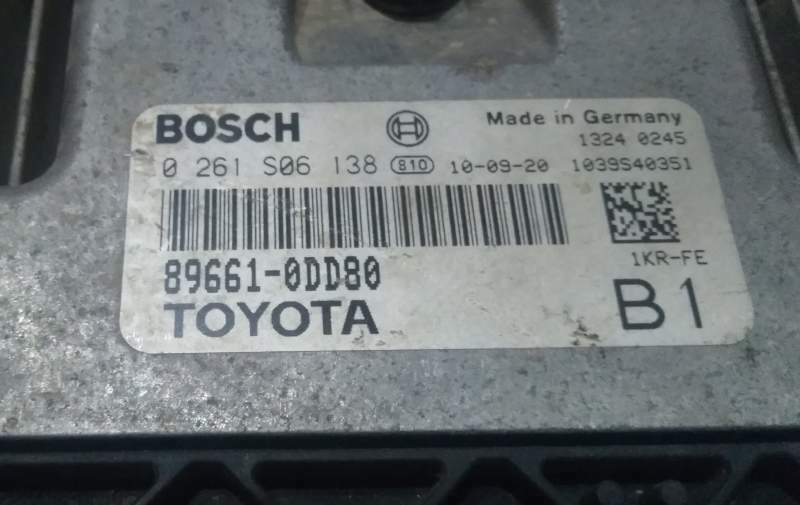 BOSCH Made in Germany
1324 0245
0 261 S06 138 810 10-09-20 1039S40351
1KR-FE
89661-0DD80
TOYOTA B1